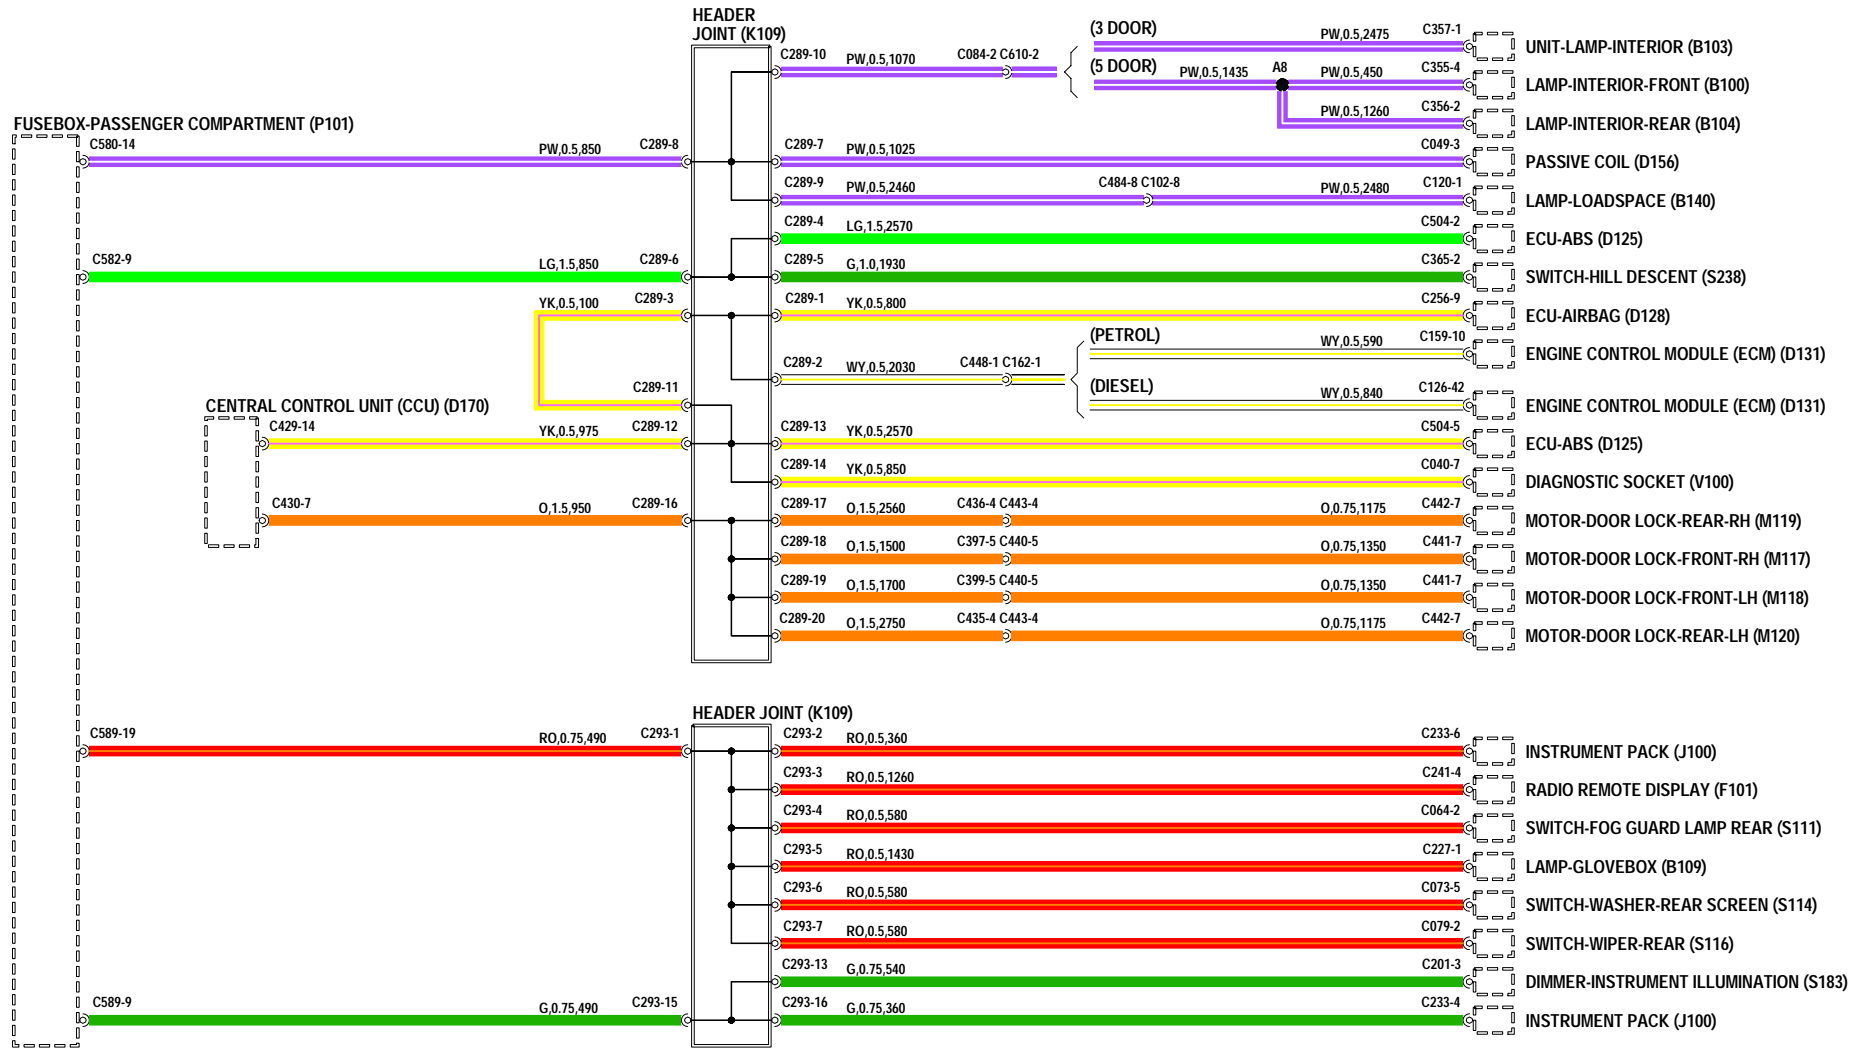 HEADER
JOINT (K109)
C289-10 PW,0.5,1070 C084-2 C610-2 (3 DOOR) PW,0.5,2475 C357-1 UNIT-LAMP-INTERIOR (B103)
(5 DOOR) PW,0.5,1435 A8 PW,0.5,450 C355-4 LAMP-INTERIOR-FRONT (B100)
PW,0.5,1260 C356-2 LAMP-INTERIOR-REAR (B104)
FUSEBOX-PASSENGER COMPARTMENT (P101)
C580-14 PW,0.5,850 C289-8 C289-7 PW,0.5,1025 C049-3 PASSIVE COIL (D156)
C289-9 PW,0.5,2460 C484-8 C102-8 PW,0.5,2480 C120-1 LAMP-LOADSPACE (B140)
C289-4 LG,1.5,2570 C504-2 ECU-ABS (D125)
C582-9 LG,1.5,850 C289-6 C289-5 G,1.0,1930 C365-2 SWITCH-HILL DESCENT (S238)
YK,0.5,100 C289-3 C289-1 YK,0.5,800 C256-9 ECU-AIRBAG (D128)
(PETROL) WY,0.5,590 C159-10 ENGINE CONTROL MODULE (ECM) (D131)
C289-2 WY,0.5,2030 C448-1 C162-1
C289-11 (DIESEL) WY,0.5,840 C126-42 ENGINE CONTROL MODULE (ECM) (D131)
CENTRAL CONTROL UNIT (CCU) (D170)
C429-14 YK,0.5,975 C289-12 C289-13 YK,0.5,2570 C504-5 ECU-ABS (D125)
C289-14 YK,0.5,850 C040-7 DIAGNOSTIC SOCKET (V100)
C430-7 O,1.5,950 C289-16 C289-17 O,1.5,2560 C436-4 C443-4 O,0.75,1175 C442-7 MOTOR-DOOR LOCK-REAR-RH (M119)
C289-18 O,1.5,1500 C397-5 C440-5 O,0.75,1350 C441-7 MOTOR-DOOR LOCK-FRONT-RH (M117)
C289-19 O,1.5,1700 C399-5 C440-5 O,0.75,1350 C441-7 MOTOR-DOOR LOCK-FRONT-LH (M118)
C289-20 O,1.5,2750 C435-4 C443-4 O,0.75,1175 C442-7 MOTOR-DOOR LOCK-REAR-LH (M120)
HEADER JOINT (K109)
C589-19 RO,0.75,490 C293-1 C293-2 RO,0.5,360 C233-6 INSTRUMENT PACK (J100)
C293-3 RO,0.5,1260 C241-4 RADIO REMOTE DISPLAY (F101)
C293-4 RO,0.5,580 C064-2 SWITCH-FOG GUARD LAMP REAR (S111)
C293-5 RO,0.5,1430 C227-1 LAMP-GLOVEBOX (B109)
C293-6 RO,0.5,580 C073-5 SWITCH-WASHER-REAR SCREEN (S114)
C293-7 RO,0.5,580 C079-2 SWITCH-WIPER-REAR (S116)
C293-13 G,0.75,540 C201-3 DIMMER-INSTRUMENT ILLUMINATION (S183)
C589-9 G,0.75,490 C293-15 C293-16 G,0.75,360 C233-4 INSTRUMENT PACK (J100)